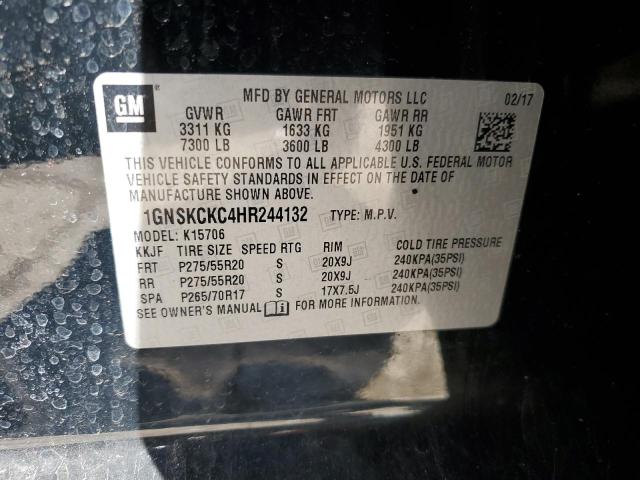 GM
MFD BY GENERAL MOTORS LLC 02/17
GVWR GAWR FRT GAWR RR
3311 KG 1633 KG 1951 KG
7300 LB 3600 LB 4300 LB
THIS VEHICLE CONFORMS TO ALL APPLICABLE U.S. FEDERAL MOTOR
VEHICLE SAFETY STANDARDS IN EFFECT ON THE DATE OF
MANUFACTURE SHOWN ABOVE.
1GNSKCKC4HR244132 TYPE: M.P.V.
MODEL: K15706
KKJF TIRE SIZE SPEED RTG RIM COLD TIRE PRESSURE
FRT P275/55R20 S 20X9J 240KPA(35PSI)
RR P275/55R20 S 20X9J 240KPA(35PSI)
SPA P265/70R17 S 17X7.5J 240KPA(35PSI)
SEE OWNER'S MANUAL i FOR MORE INFORMATION.